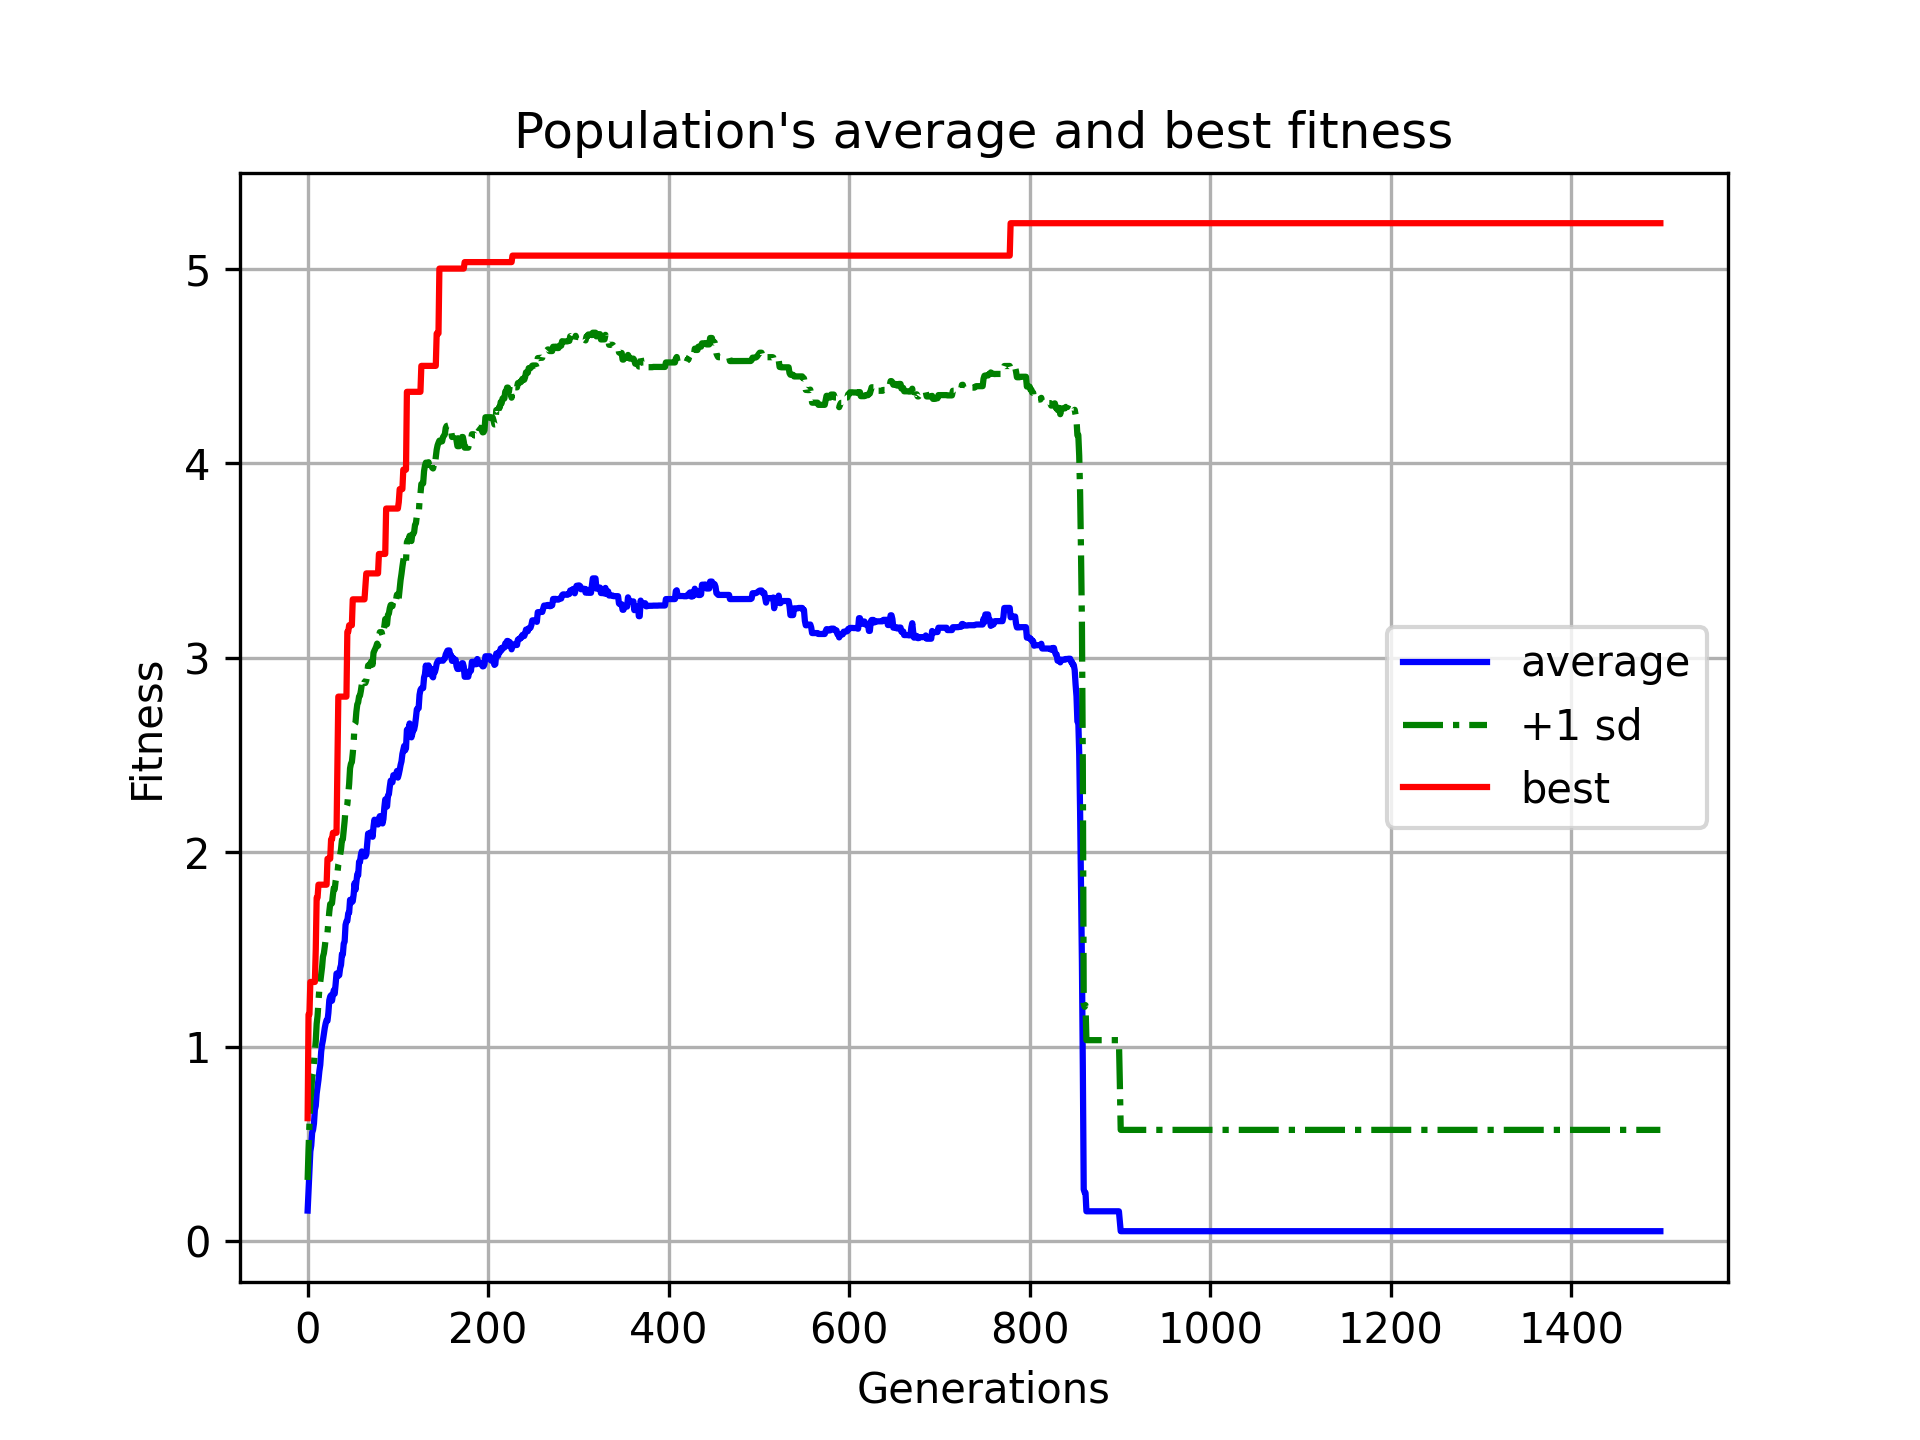 Population's average and best fitness
Fitness
5
4
3
2
1
0
average
+1 sd
best
0 200 400 600 800 1000 1200 1400
Generations